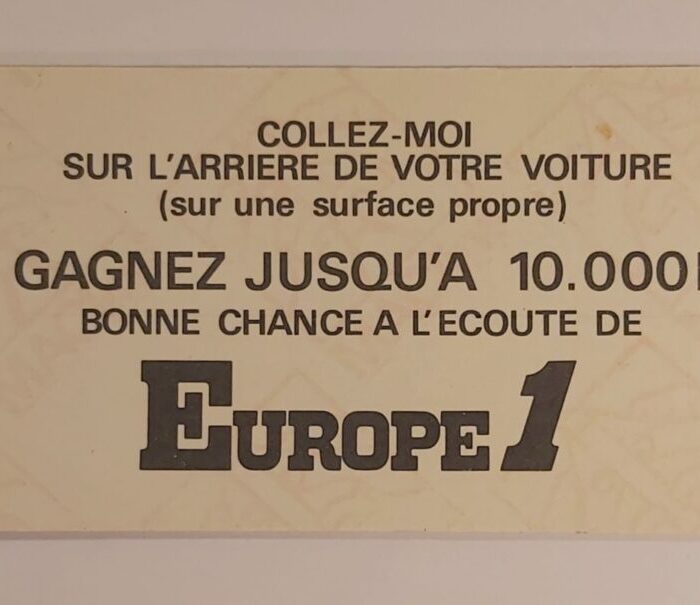 COLLEZ-MOI
SUR L'ARRIERE DE VOTRE VOITURE
(sur une surface propre)
GAGNEZ JUSQU'A 10.000
BONNE CHANCE A L'ECOUTE DE
EUROPE 1